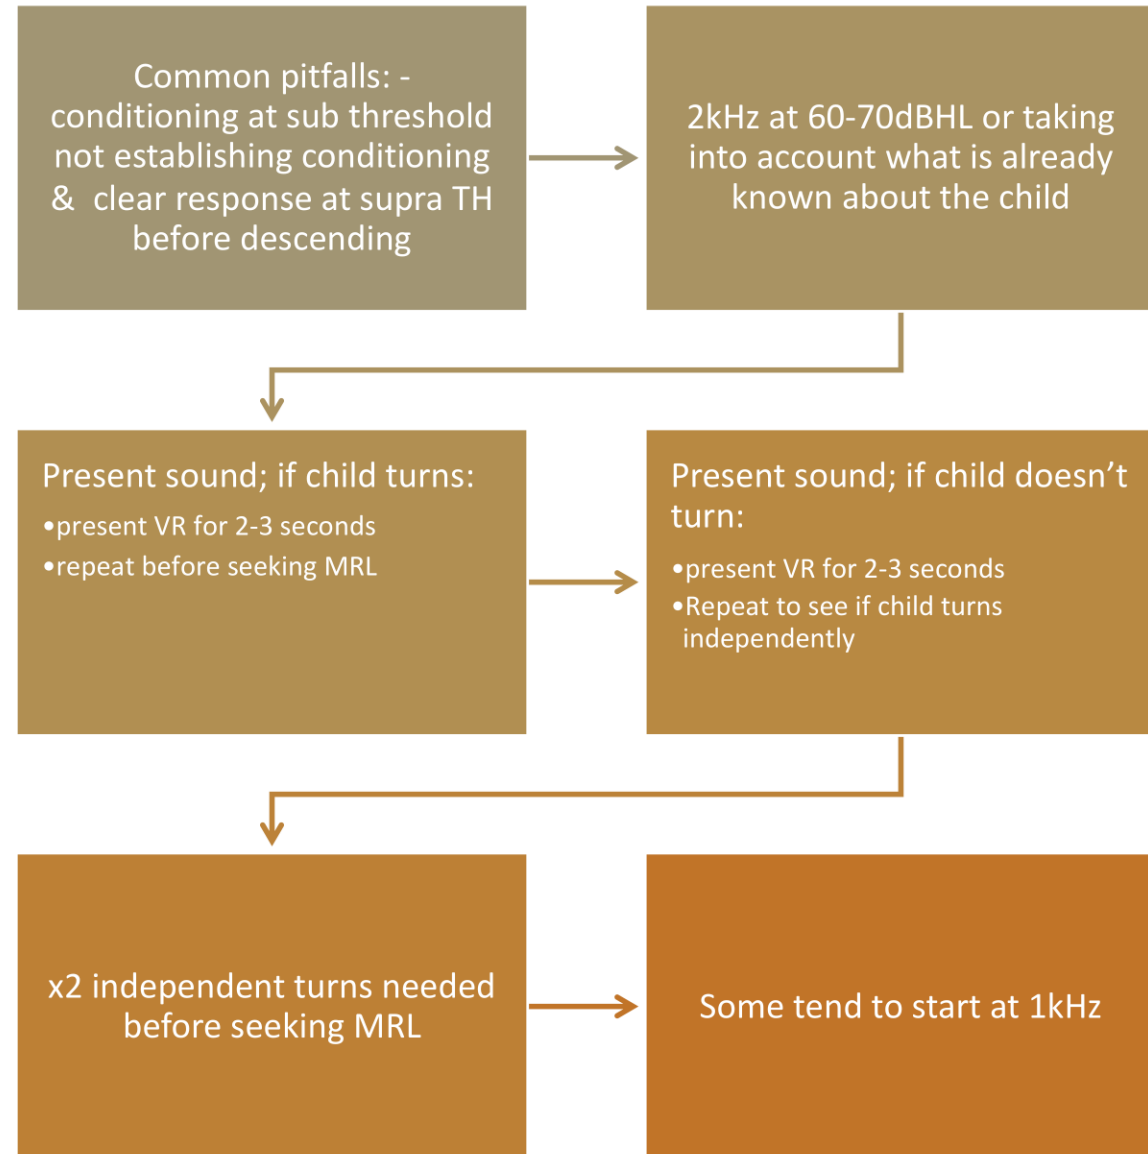 Common pitfalls: -
conditioning at sub threshold
not establishing conditioning
& clear response at supra TH
before descending
2kHz at 60-70dBHL or taking
into account what is already
known about the child
Present sound; if child turns:
•present VR for 2-3 seconds
•repeat before seeking MRL
Present sound; if child doesn’t
turn:
•present VR for 2-3 seconds
•Repeat to see if child turns
independently
x2 independent turns needed
before seeking MRL
Some tend to start at 1kHz